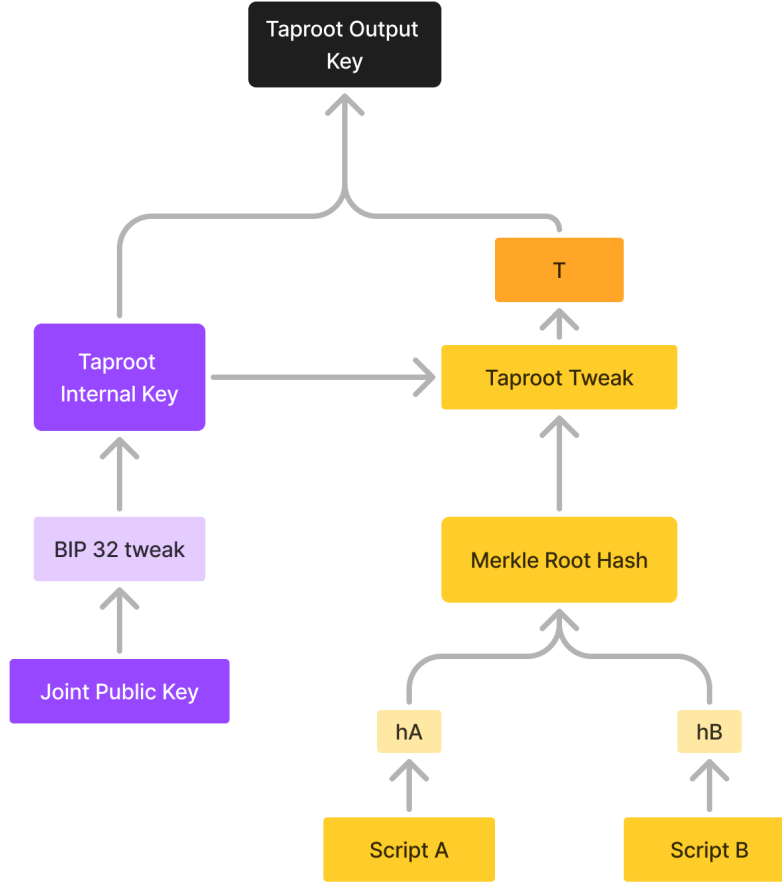 Taproot Output
Key
T
Taproot
Internal Key
Taproot Tweak
BIP 32 tweak
Merkle Root Hash
Joint Public Key
hA
hB
Script A
Script B